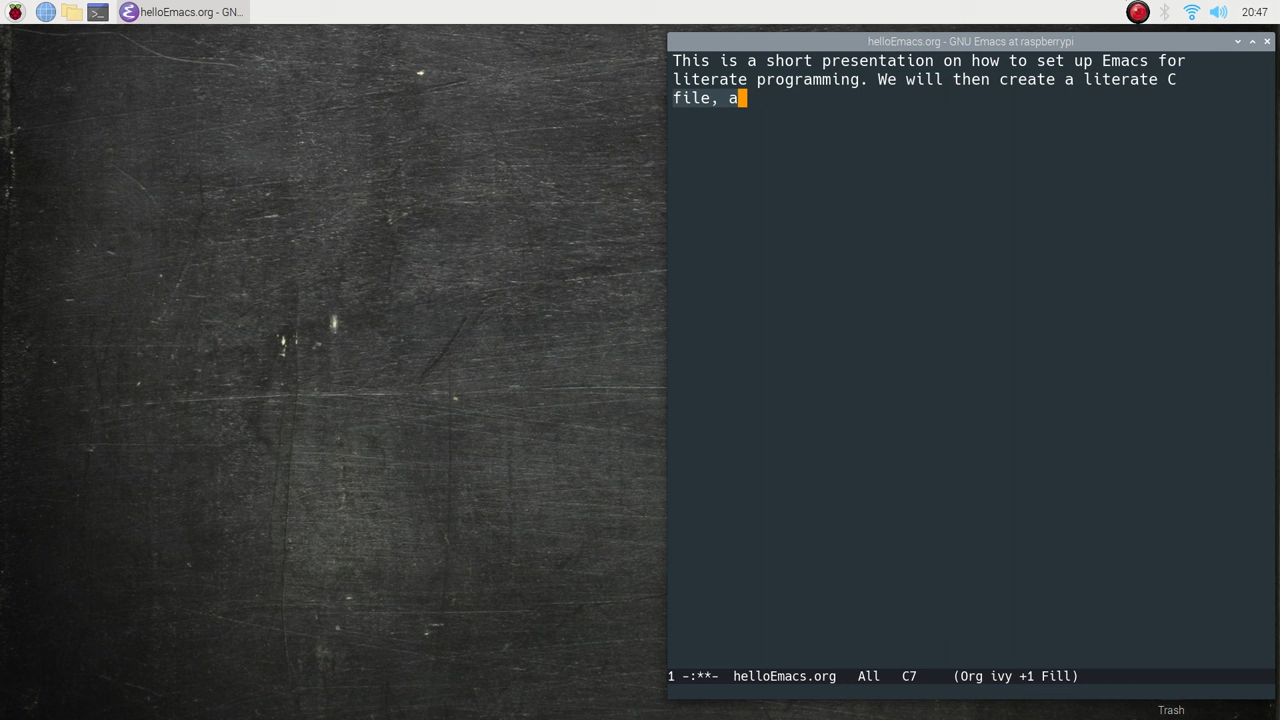 helloEmacs.org - GN...
20:47
helloEmacs.org - GNU Emacs at raspberrypi
This is a short presentation on how to set up Emacs for
literate programming. We will then create a literate C
file, a
1 -:**-  helloEmacs.org   All   C7     (Org ivy +1 Fill)
Trash